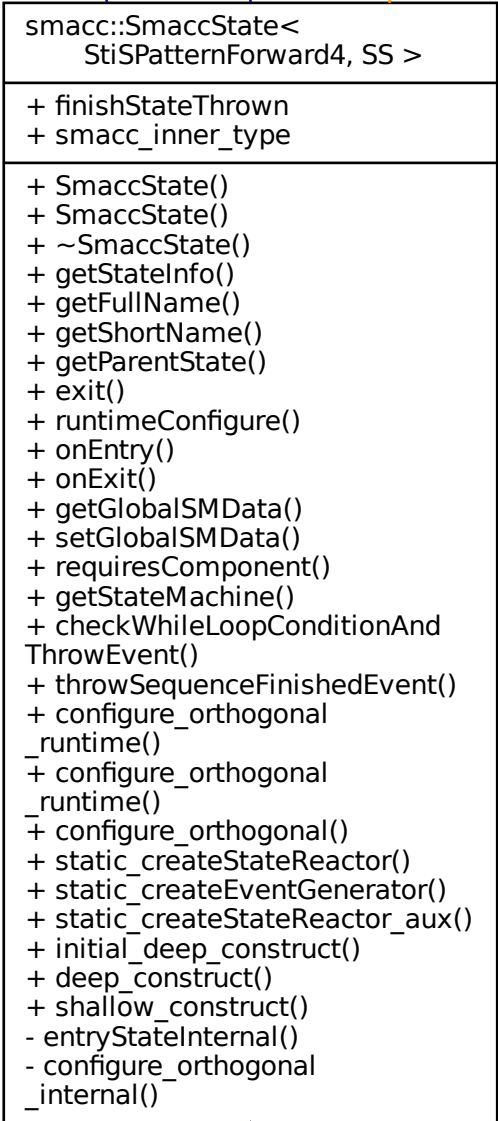 smacc::SmaccState<
StiSPatternForward4, SS >
+ finishStateThrown
+ smacc_inner_type
+ SmaccState()
+ SmaccState()
+ ~SmaccState()
+ getStateInfo()
+ getFullName()
+ getShortName()
+ getParentState()
+ exit()
+ runtimeConfigure()
+ onEntry()
+ onExit()
+ getGlobalSMData()
+ setGlobalSMData()
+ requiresComponent()
+ getStateMachine()
+ checkWhileLoopConditionAnd
ThrowEvent()
+ throwSequenceFinishedEvent()
+ configure_orthogonal
_runtime()
+ configure_orthogonal
_runtime()
+ configure_orthogonal()
+ static_createStateReactor()
+ static_createEventGenerator()
+ static_createStateReactor_aux()
+ initial_deep_construct()
+ deep_construct()
+ shallow_construct()
- entryStateInternal()
- configure_orthogonal
_internal()